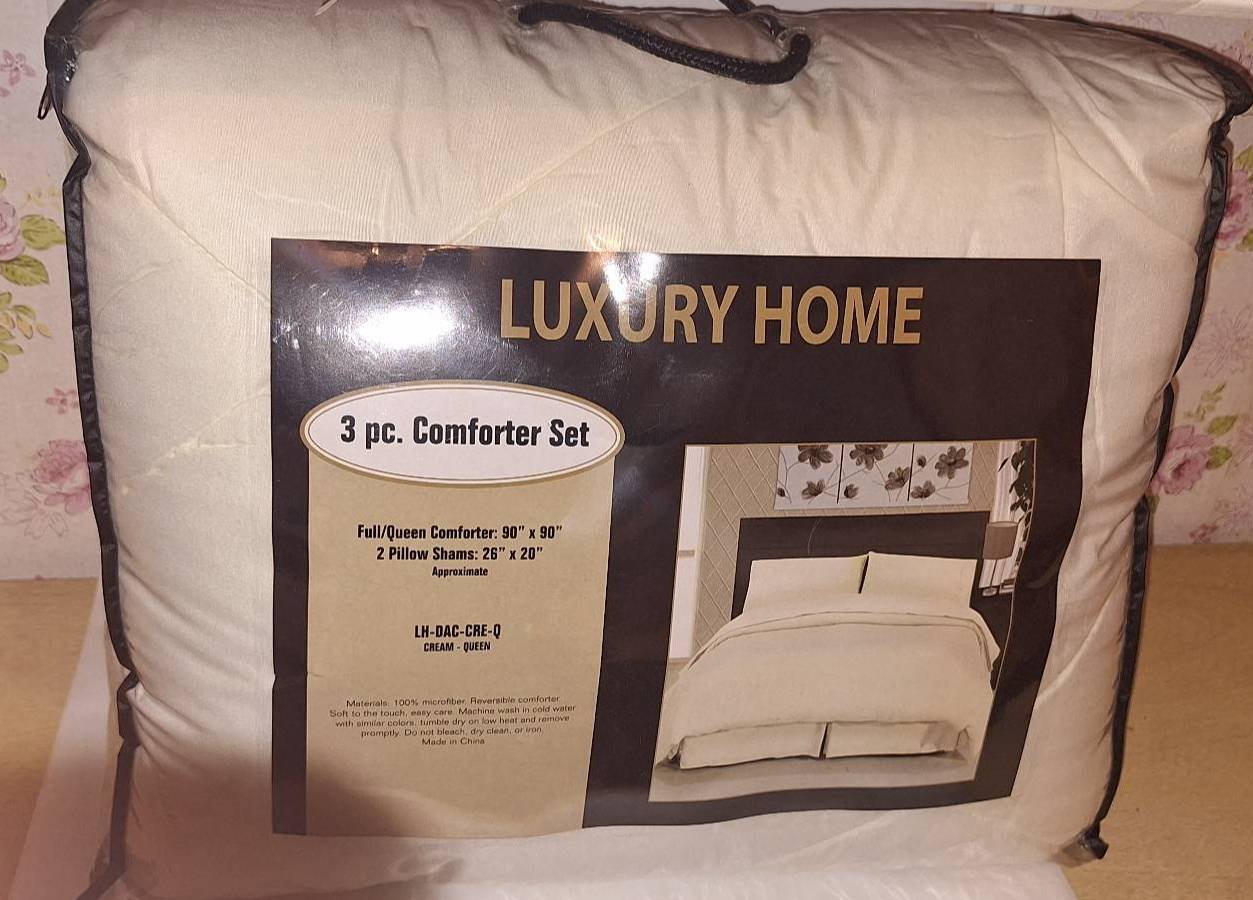 LUXURY HOME
3 pc. Comforter Set
Full/Queen Comforter: 90” x 90”
2 Pillow Shams: 26” x 20”
Approximate
LH-DAC-CRE-Q
CREAM - QUEEN
Materials: 100% microfiber. Reversible comforter.
Soft to the touch, easy care. Machine wash in cold water
with similar colors, tumble dry on low heat and remove
promptly. Do not bleach, dry clean, or iron.
Made in China